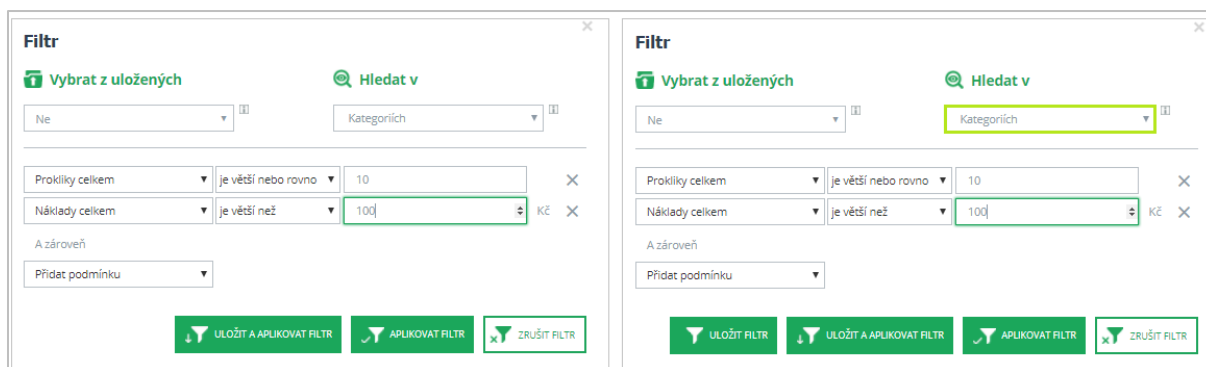 Filtr
Vybrat z uložených
Hledat v
Ne
Kategoriích
Prokliky celkem
je větší nebo rovno
10
Náklady celkem
je větší než
100
Kč
A zároveň
Přidat podmínku
ULOŽIT A APLIKOVAT FILTR
APLIKOVAT FILTR
ZRUŠIT FILTR
Filtr
Vybrat z uložených
Hledat v
Ne
Kategoriích
Prokliky celkem
je větší nebo rovno
10
Náklady celkem
je větší než
100
Kč
A zároveň
Přidat podmínku
ULOŽIT FILTR
ULOŽIT A APLIKOVAT FILTR
APLIKOVAT FILTR
ZRUŠIT FILTR